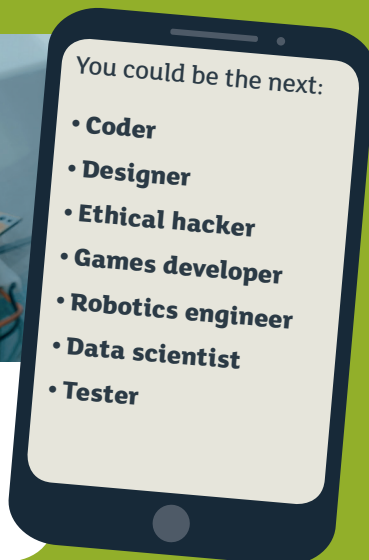 You could be the next:
• Coder
• Designer
• Ethical hacker
• Games developer
• Robotics engineer
• Data scientist
• Tester